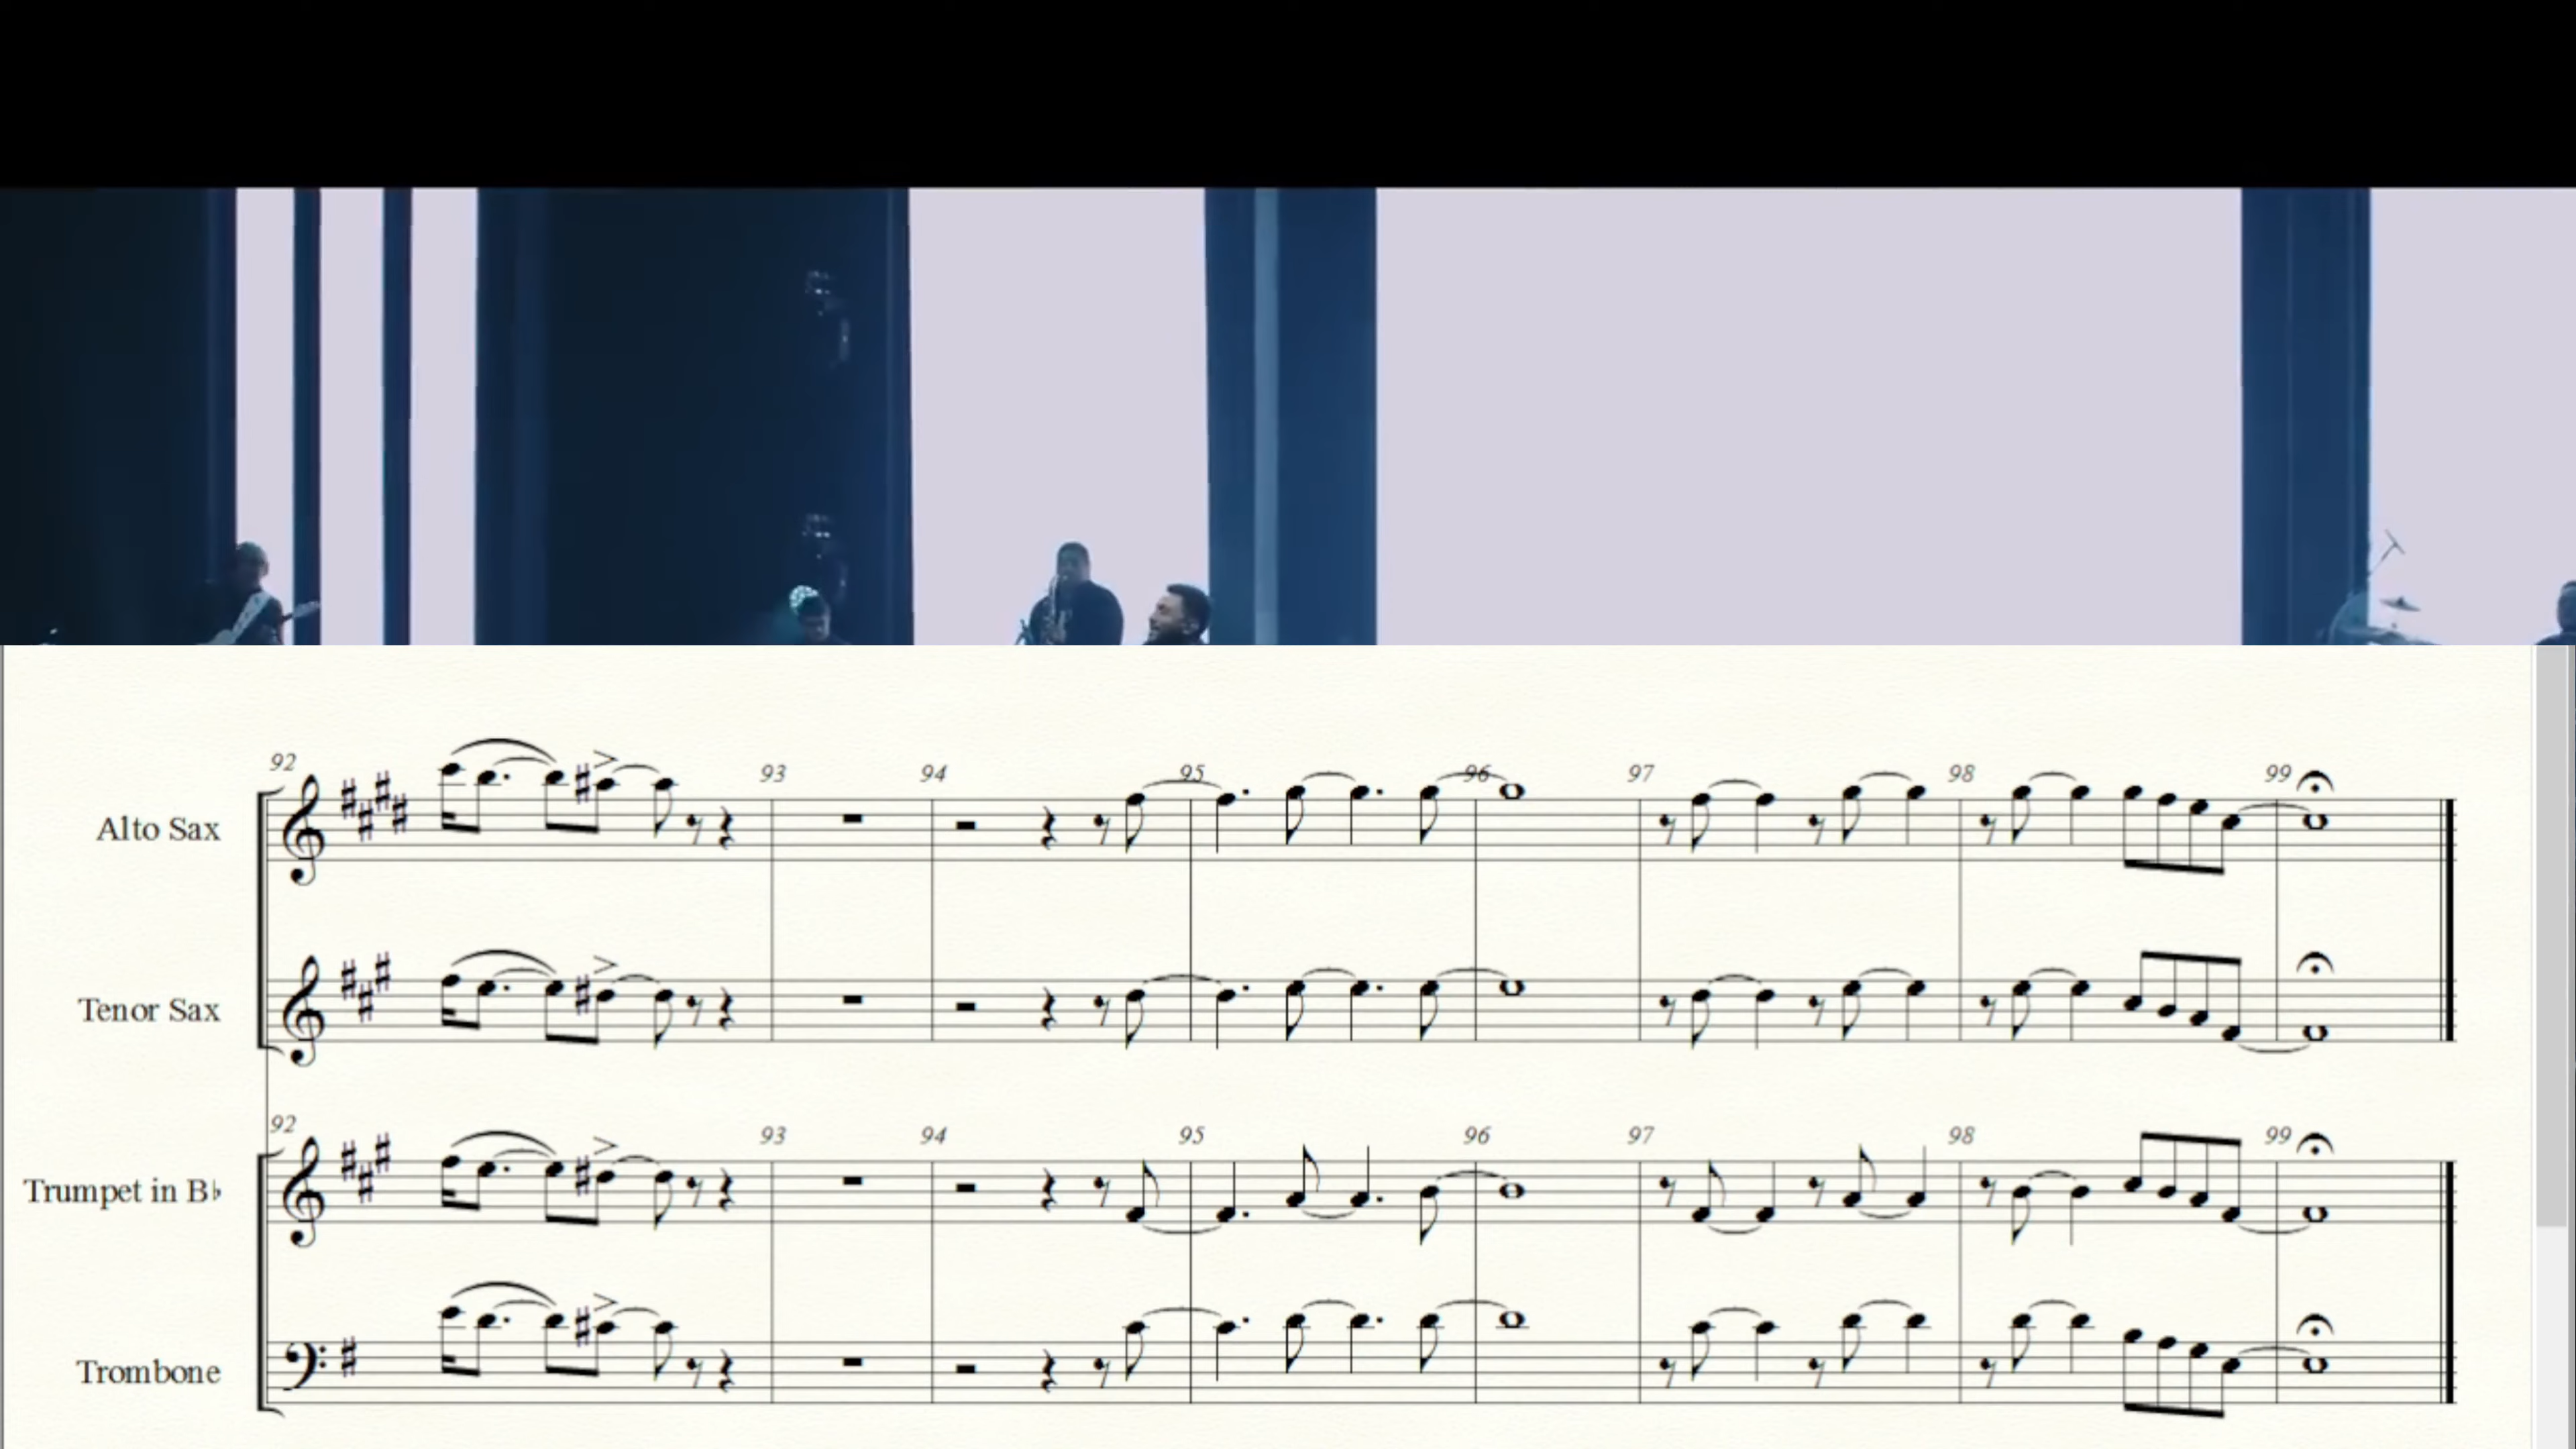 92 93 94 95 96 97 98 99
Alto Sax
Tenor Sax
92 93 94 95 96 97 98 99
Trumpet in B♭
Trombone